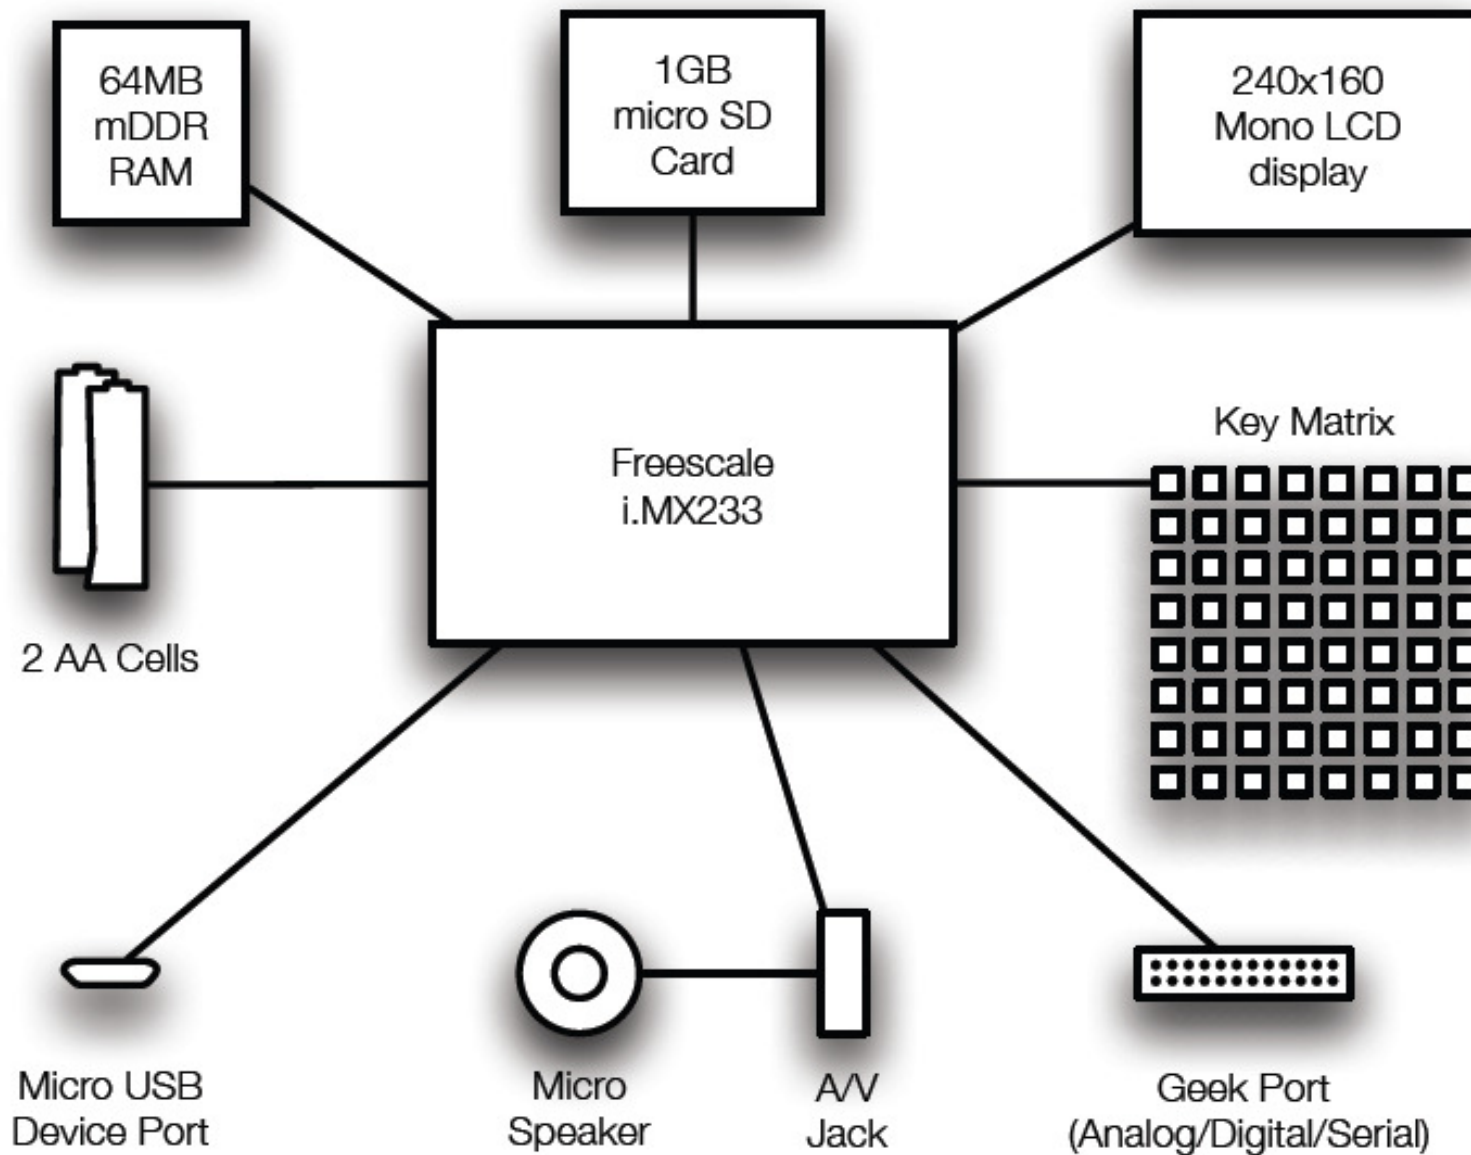 64MB
mDDR
RAM
1GB
micro SD
Card
240x160
Mono LCD
display
Freescale
i.MX233
Key Matrix
2 AA Cells
Micro USB
Device Port
Micro
Speaker
A/V
Jack
Geek Port
(Analog/Digital/Serial)